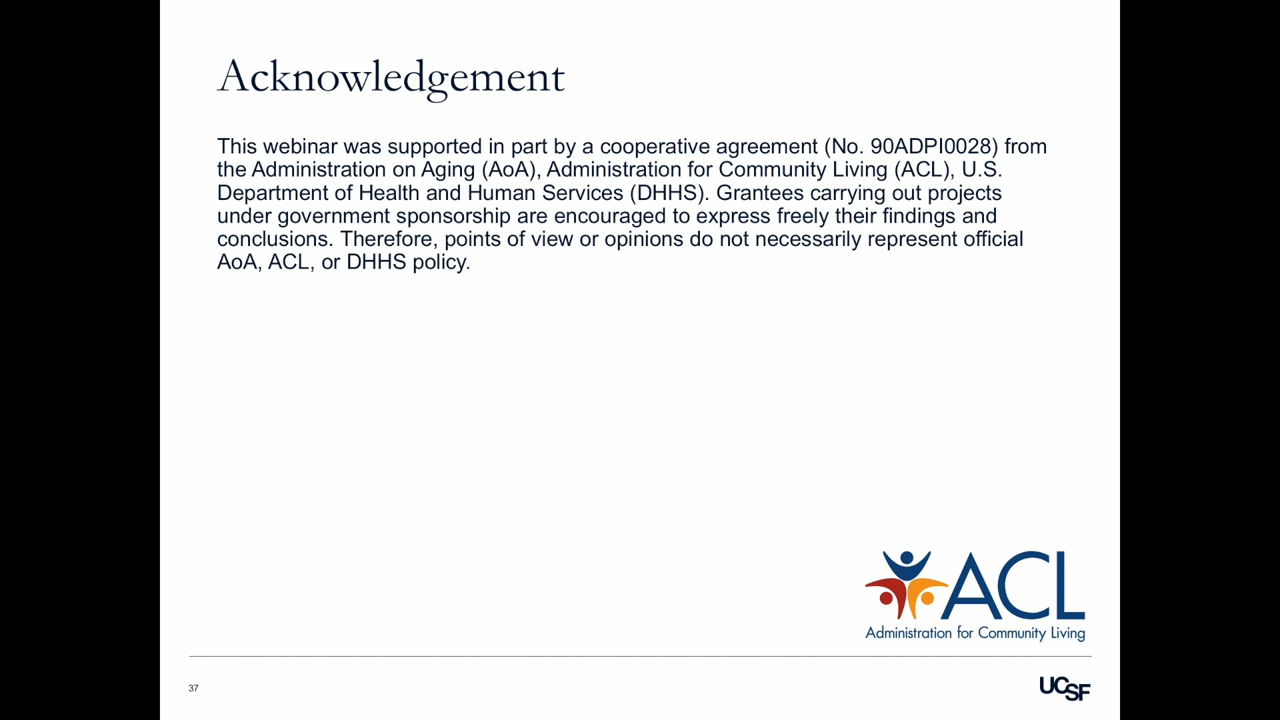 Acknowledgement
This webinar was supported in part by a cooperative agreement (No. 90ADPI0028) from
the Administration on Aging (AoA), Administration for Community Living (ACL), U.S.
Department of Health and Human Services (DHHS). Grantees carrying out projects
under government sponsorship are encouraged to express freely their findings and
conclusions. Therefore, points of view or opinions do not necessarily represent official
AoA, ACL, or DHHS policy.
ACL
Administration for Community Living
37
UCSF